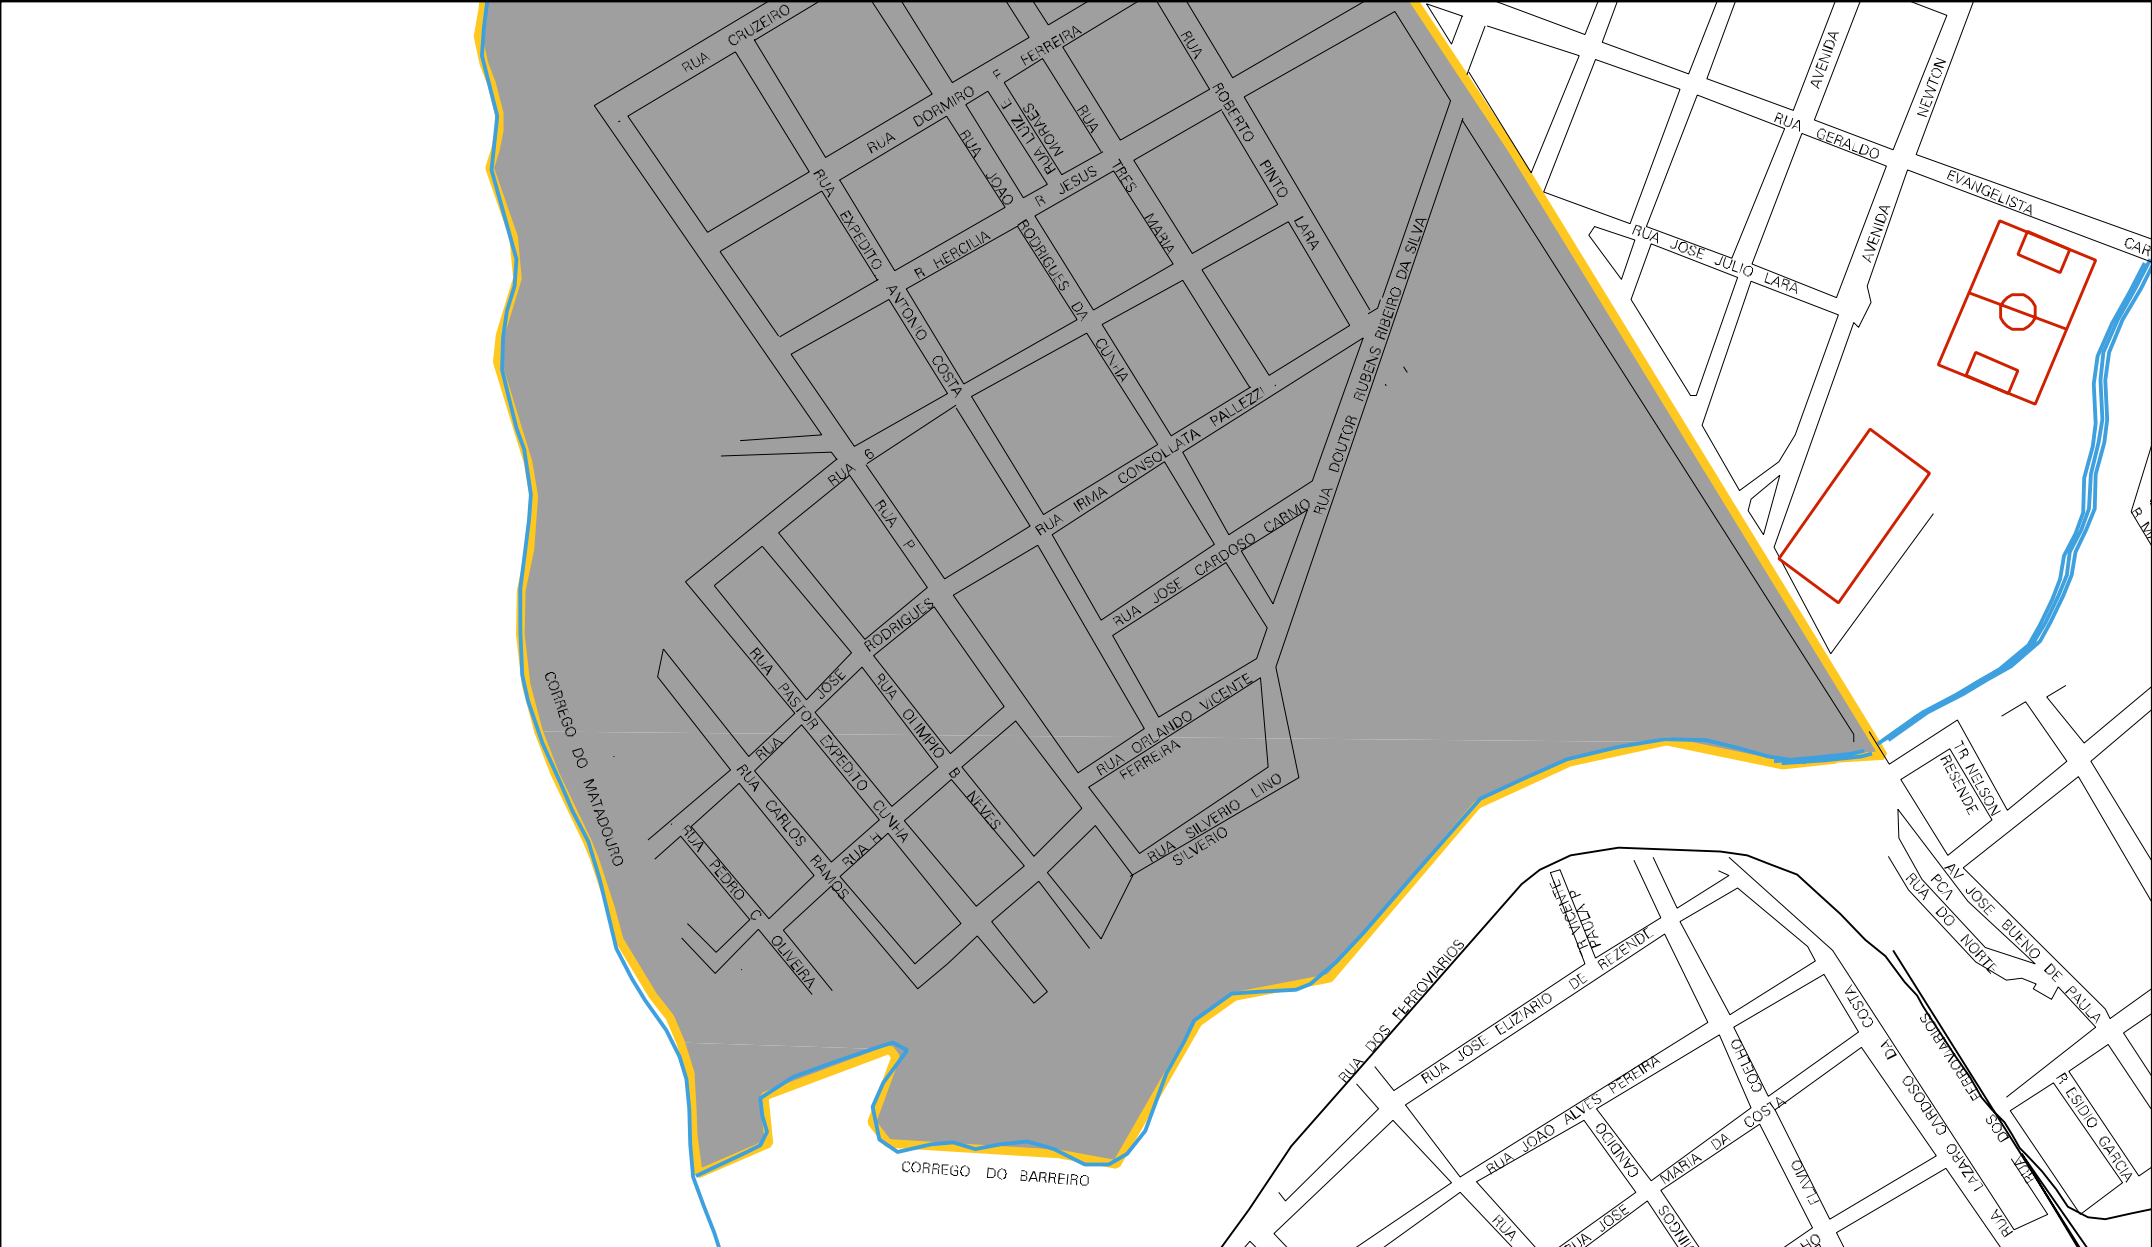 RUA CRUZEIRO
RUA DORMIRO F FERREIRA
RUA LUIZ E
MORAES
RUA ROBERTO PINTO LARA
RUA TRES MARIA
RUA JOAO RODRIGUES DA CUNHA
R HERCILIA R JESUS
RUA EXPEDITO ANTONIO COSTA
RUA 6
RUA P
RUA IRMA CONSOLLATA PALLEZZI
RUA DOUTOR RUBENS RIBEIRO DA SILVA
RUA JOSE CARDOSO CARMO
RUA JOSE RODRIGUES
RUA PASTOR EXPEDITO CUNHA
RUA OLIMPIO B NEVES
RUA ORLANDO VICENTE
FERREIRA
RUA SILVERIO LINO
SILVERIO
RUA CARLOS RAMOS
RUA PEDRO C OLIVEIRA
RUA
CORREGO DO MATADOURO
CORREGO DO BARREIRO
AVENIDA
AVENIDA NEWTON
RUA GERALDO
EVANGELISTA
CAR
RUA JOSE JULIO LARA
R
TR NELSON
RESENDE
AV JOSE BUENO DE PAULA
PCA
RUA DO NORTE
RUA DOS FERROVIARIOS
R VICENTE
PAULA P
RUA JOSE ELIZIARIO DE REZENDE
RUA JOAO ALVES PEREIRA
MARIA DA COSTA
CANDIDO
FLAVIO COELHO
RUA LAZARO CARDOSO DA COSTA
RUA DOS FERROVIARIOS
R ESIDIO GARCIA
RUA
RUA JOSE
MINGOS